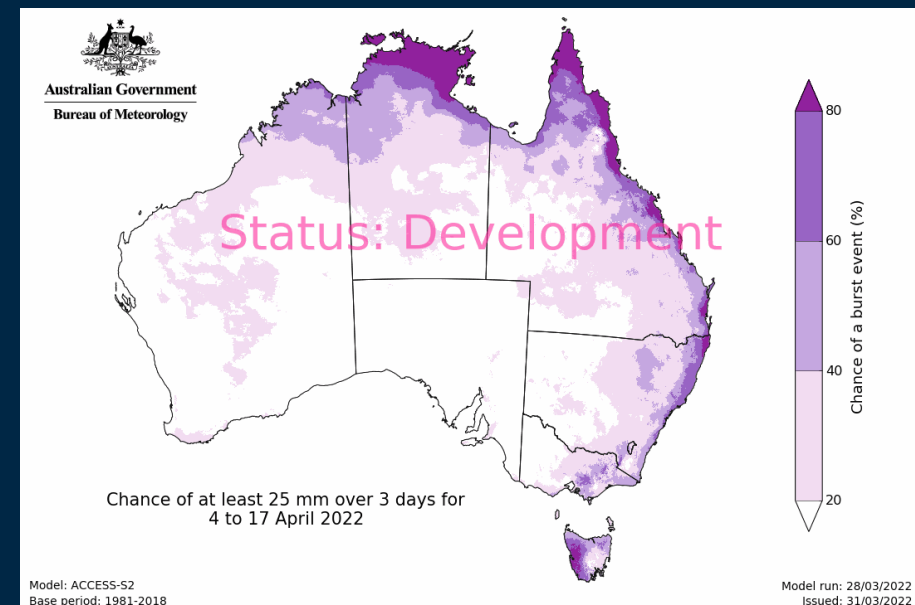 Australian Government
Bureau of Meteorology
Status: Development
80
60
40
20
Chance of a burst event (%)
Chance of at least 25 mm over 3 days for
4 to 17 April 2022
Model: ACCESS-S2
Base period: 1981-2018
Model run: 28/03/2022
Issued: 31/03/2022